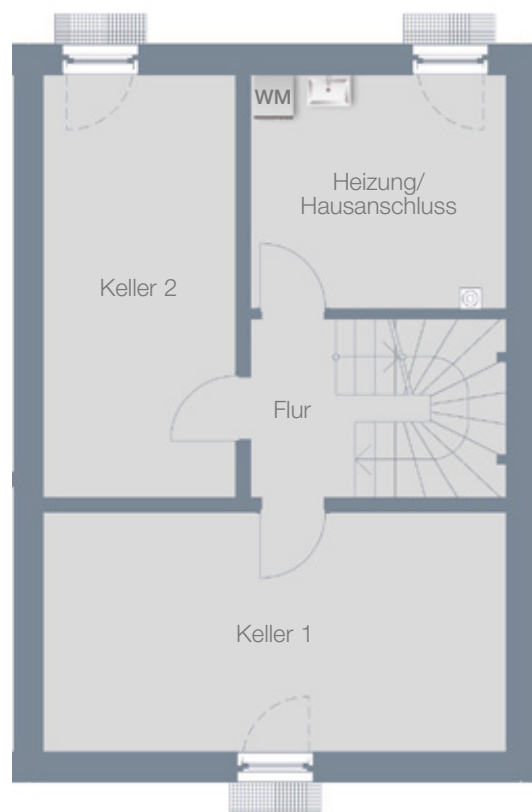 WM
Heizung/
Hausanschluss
Keller 2
Flur
Keller 1